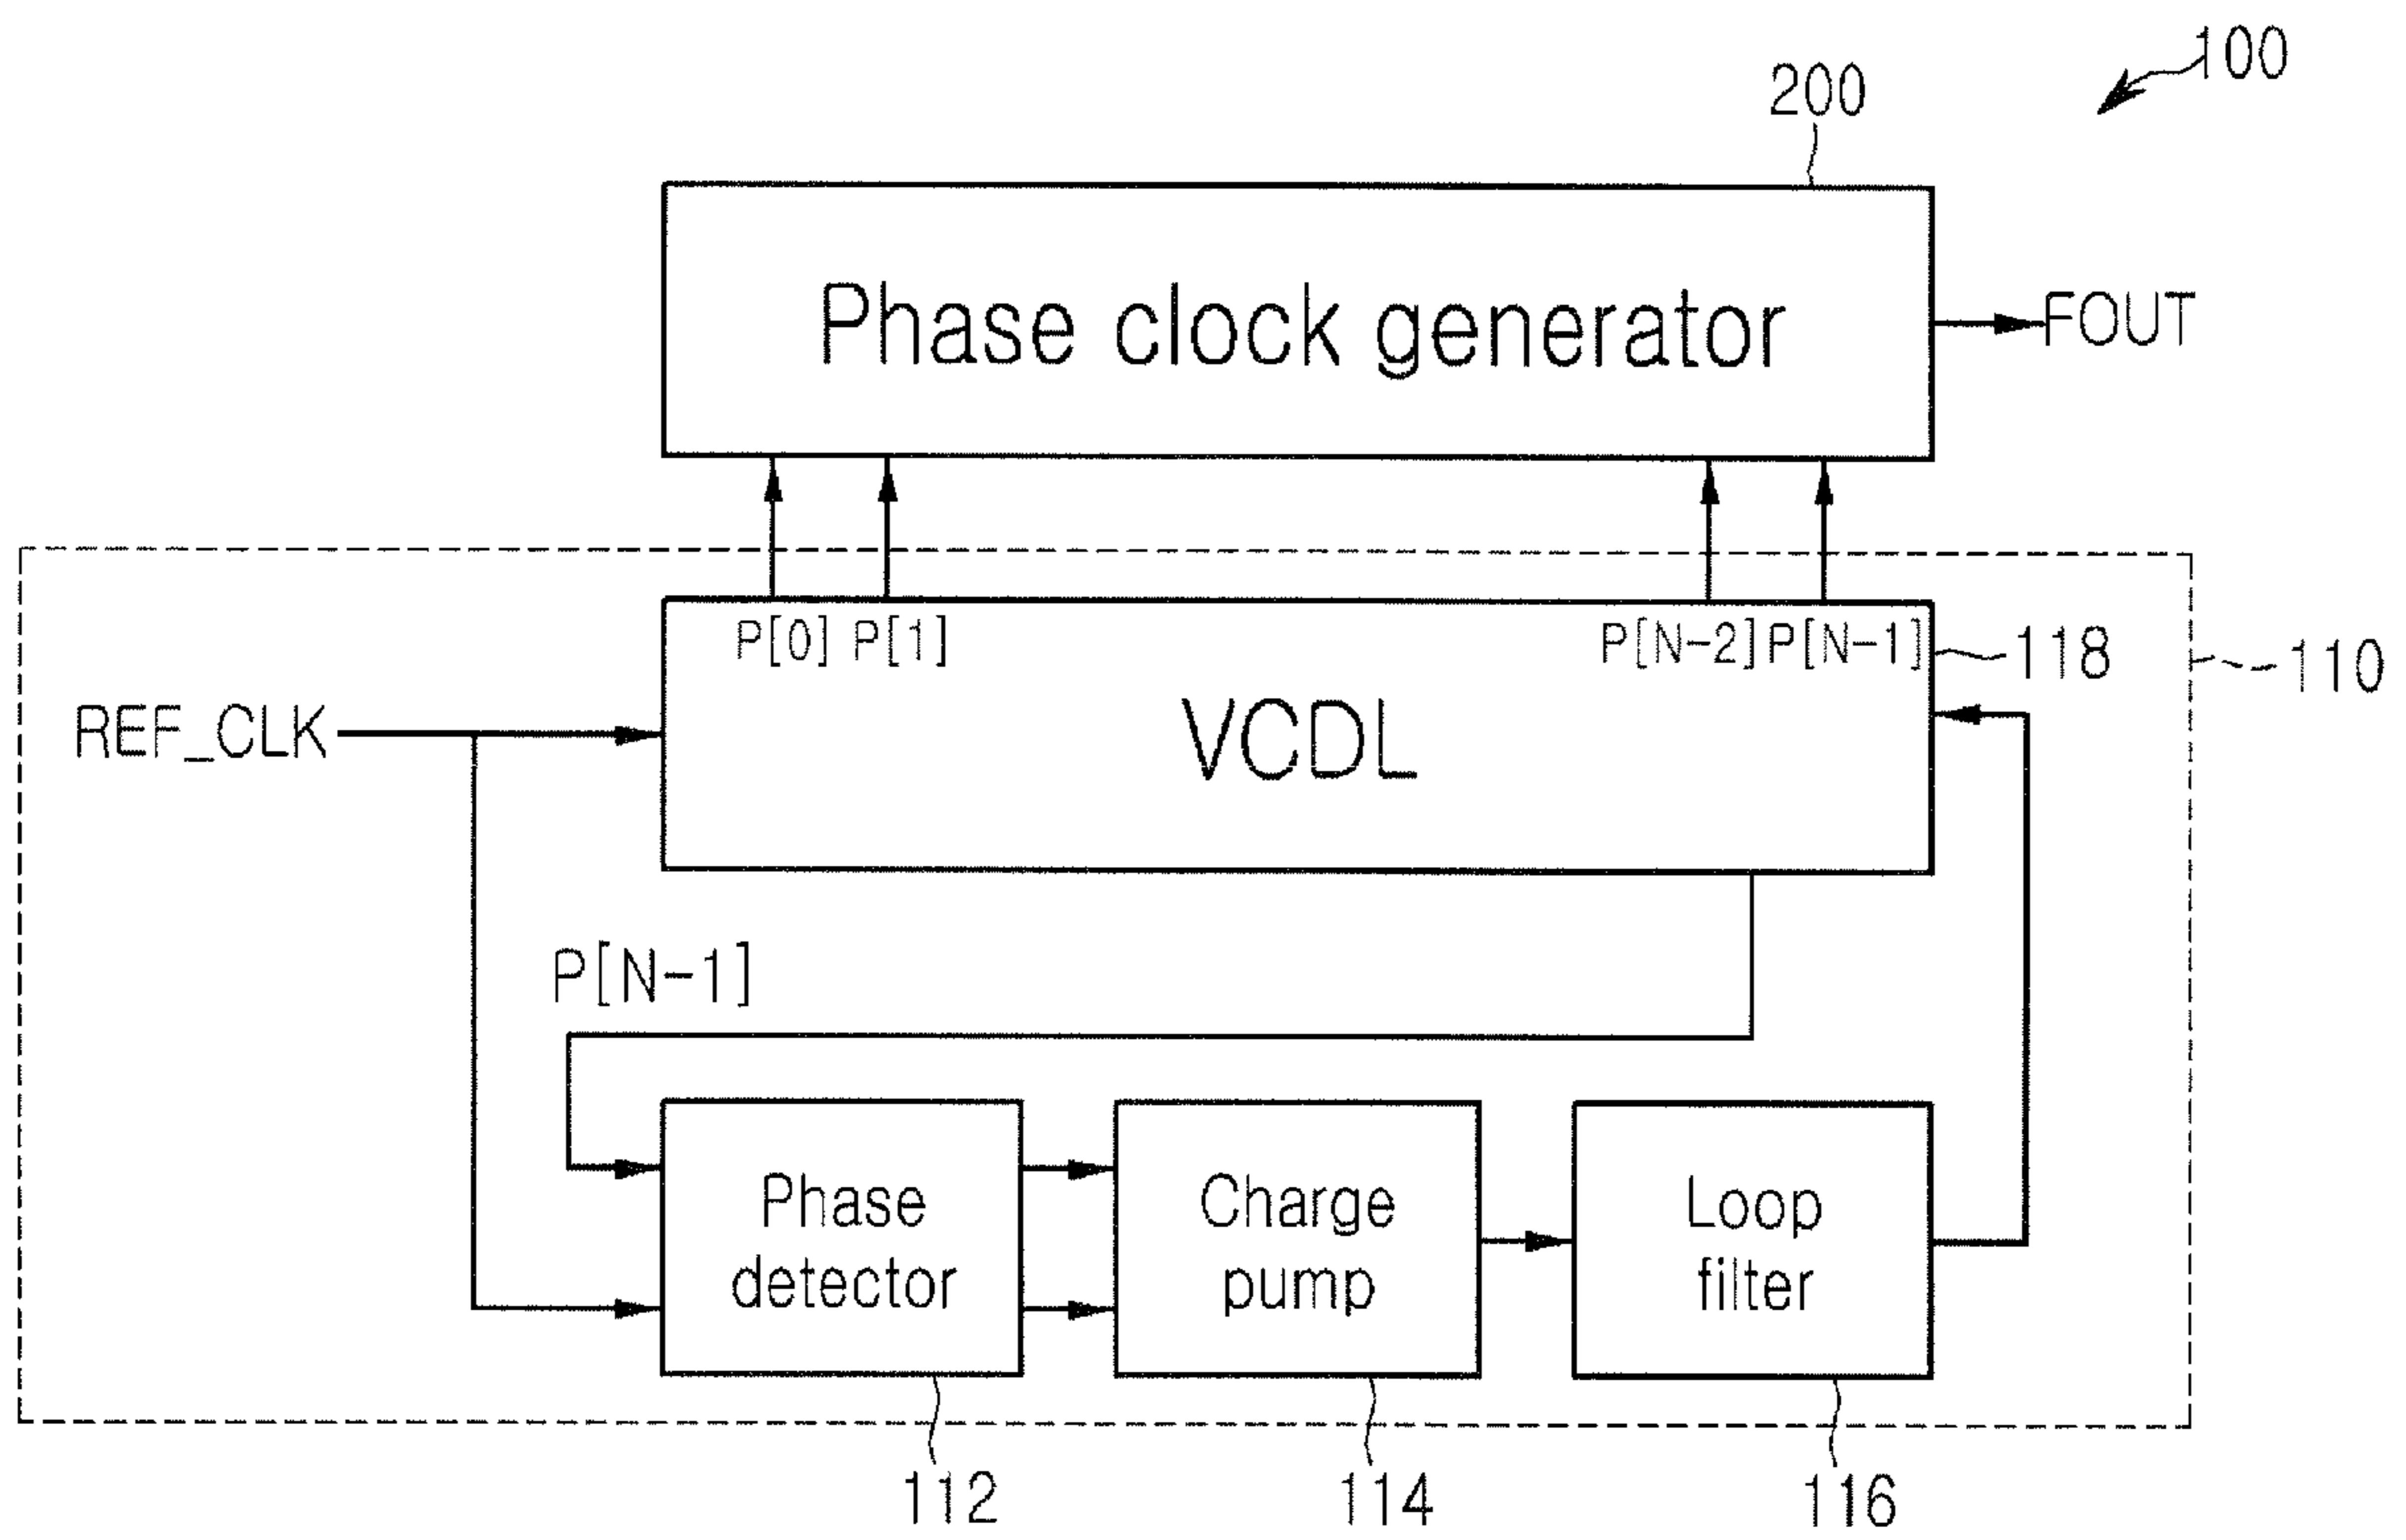 100
200
Phase clock generator
FOUT
P[0] P[1] P[N-2] P[N-1]
118
110
REF_CLK
VCDL
P[N-1]
Phase
detector
Charge
pump
Loop
filter
112
114
116